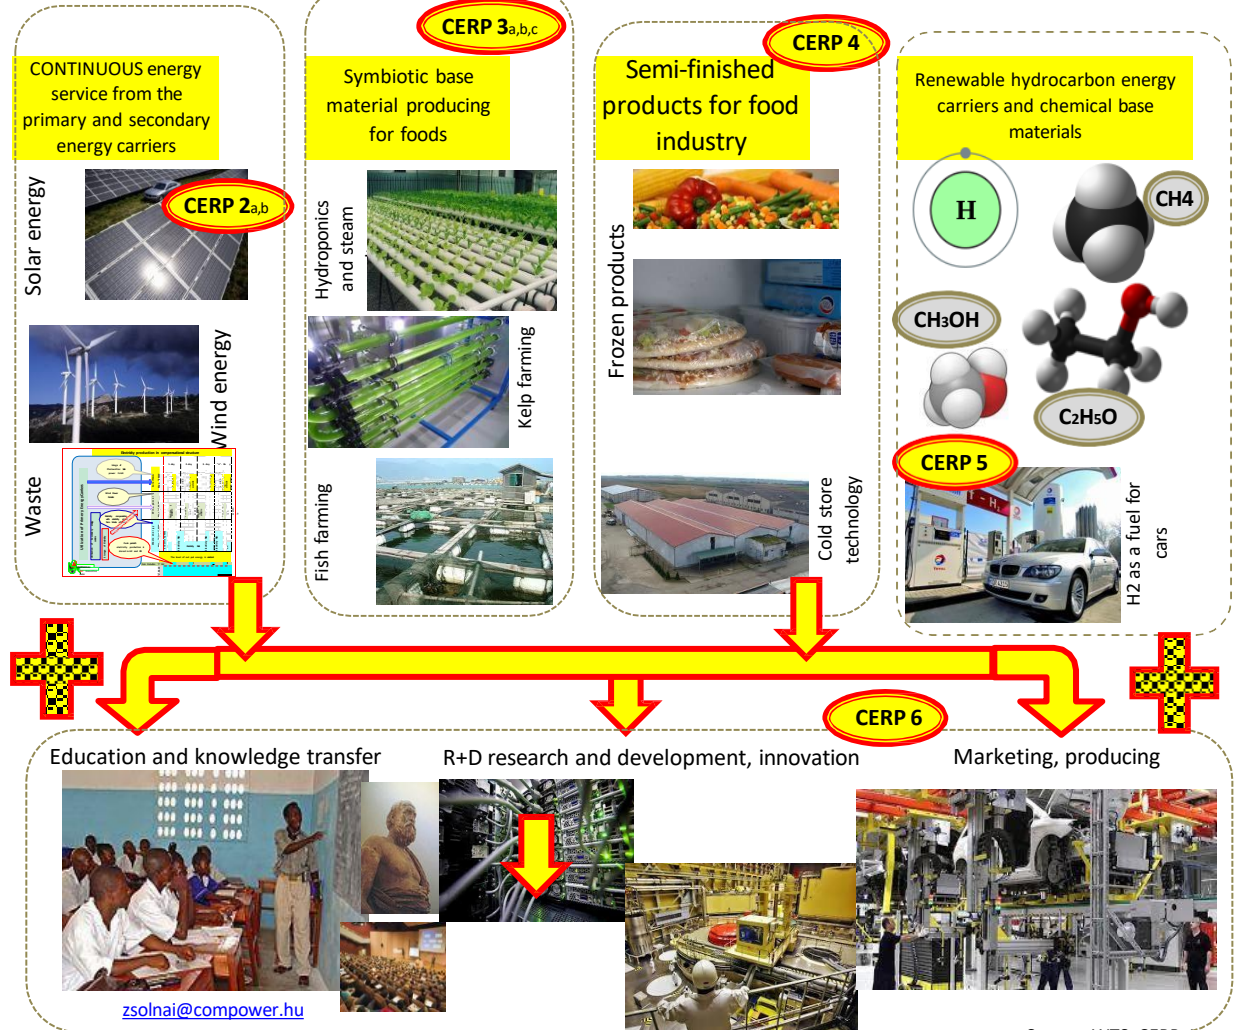 CERP 3a,b,c
CERP 4
CONTINUOUS energy
service from the
primary and secondary
energy carriers
Symbiotic base
material producing
for foods
Semi-finished
products for food
industry
Renewable hydrocarbon energy
carriers and chemical base
materials
Solar energy
CERP 2a,b
Wind energy
Waste
Hydroponics
and steam
Kelp farming
Fish farming
Frozen products
Cold store
technology
H
CH4
CH3OH
C2H5O
CERP 5
H2 as a fuel for
cars
CERP 6
Education and knowledge transfer
R+D research and development, innovation
Marketing, producing
zsolnai@compower.hu